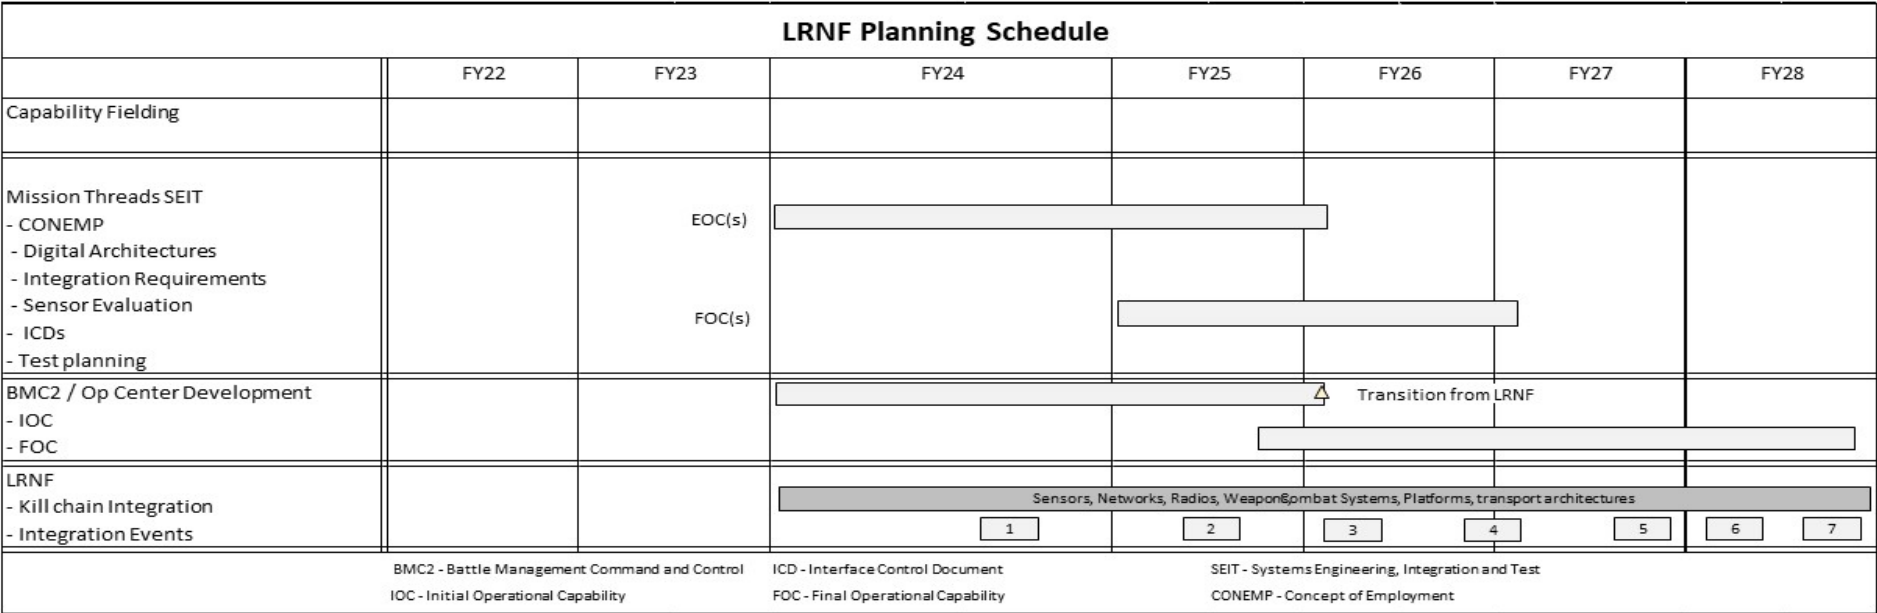 LRNF Planning Schedule
FY22 FY23 FY24 FY25 FY26 FY27 FY28
Capability Fielding
Mission Threads SEIT
- CONEMP
EOC(s)
- Digital Architectures
- Integration Requirements
- Sensor Evaluation
FOC(s)
- ICDs
- Test planning
BMC2 / Op Center Development
Transition from LRNF
- IOC
- FOC
LRNF
- Kill chain Integration
Sensors, Networks, Radios, Weapons, Combat Systems, Platforms, transport architectures
- Integration Events
1 2 3 4 5 6 7
BMC2 - Battle Management Command and Control ICD - Interface Control Document SEIT - Systems Engineering, Integration and Test
IOC - Initial Operational Capability FOC - Final Operational Capability CONEMP - Concept of Employment